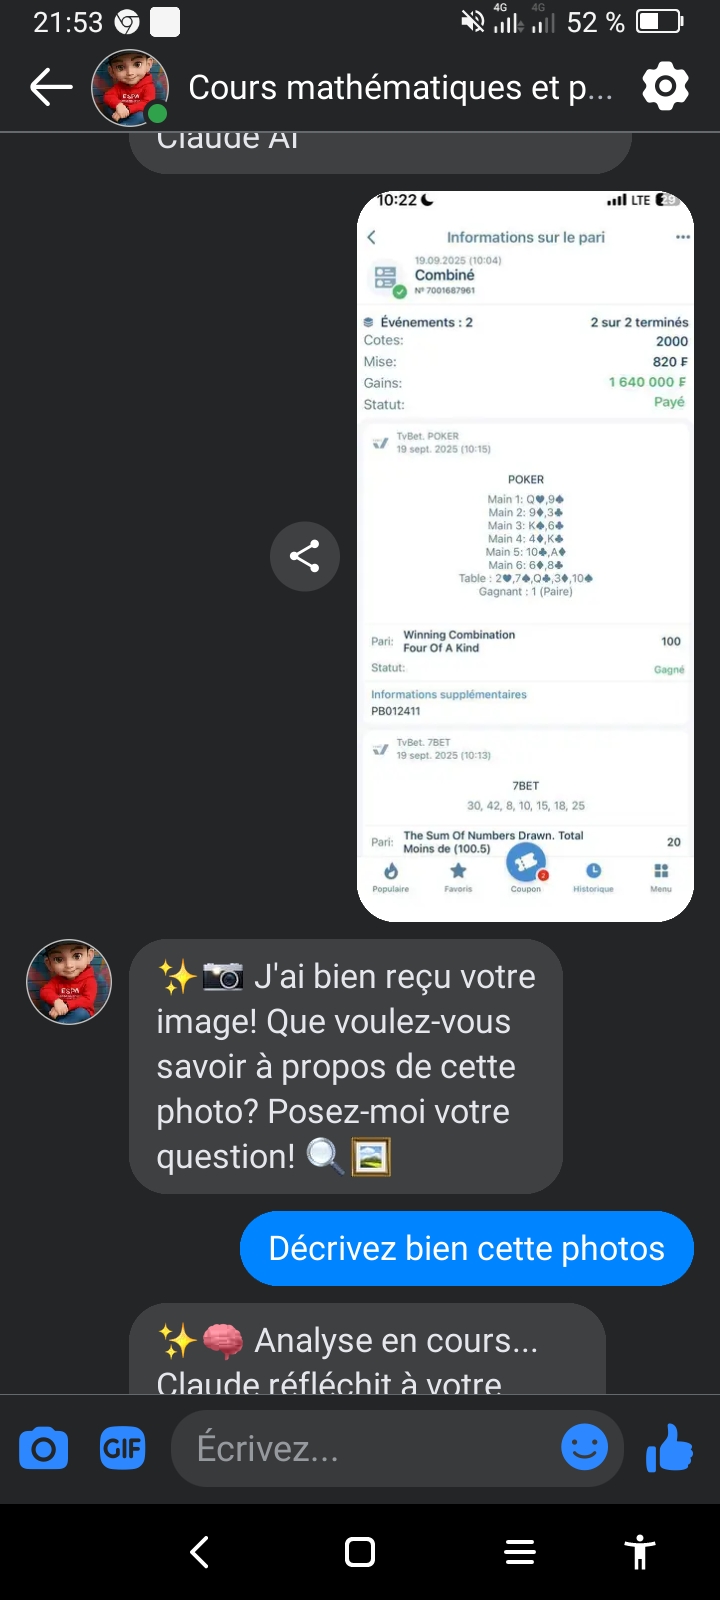 21:53
4G 4G 52 %
Cours mathématiques et p...
Claude AI
10:22 LTE 29
Informations sur le pari
19.09.2025 (10:04)
Combiné
N° 7001687961
Événements : 2 2 sur 2 terminés
Cotes: 2000
Mise: 820 ₣
Gains: 1 640 000 ₣
Statut: Payé
TvBet. POKER
19 sept. 2025 (10:15)
POKER
Main 1: Q♥,9♠
Main 2: 9♦,3♣
Main 3: K♠,6♣
Main 4: 4♦,K♣
Main 5: 10♣,A♦
Main 6: 6♦,8♣
Table : 2♥,7♠,Q♣,3♦,10♠
Gagnant : 1 (Paire)
Pari: Winning Combination 100
Four Of A Kind
Statut: Gagné
Informations supplémentaires
PB012411
TvBet. 7BET
19 sept. 2025 (10:13)
7BET
30, 42, 8, 10, 15, 18, 25
Pari: The Sum Of Numbers Drawn. Total 20
Moins de (100.5)
2
Populaire Favoris Coupon Historique Menu
✨📷 J'ai bien reçu votre
image! Que voulez-vous
savoir à propos de cette
photo? Posez-moi votre
question! 🔍🖼️
Décrivez bien cette photos
✨🧠 Analyse en cours...
Claude réfléchit à votre
GIF
Écrivez...